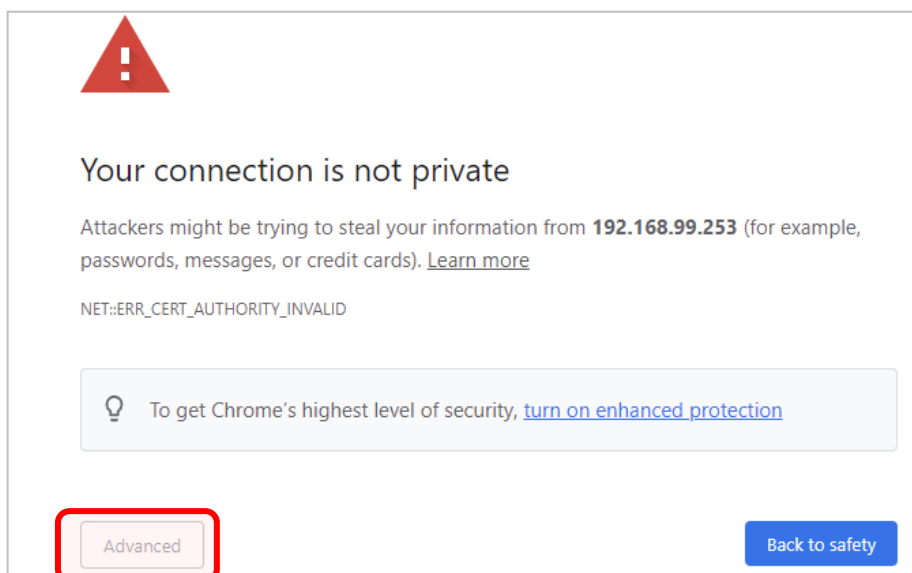 Your connection is not private
Attackers might be trying to steal your information from 192.168.99.253 (for example,
passwords, messages, or credit cards). Learn more
NET::ERR_CERT_AUTHORITY_INVALID
To get Chrome's highest level of security, turn on enhanced protection
Advanced
Back to safety